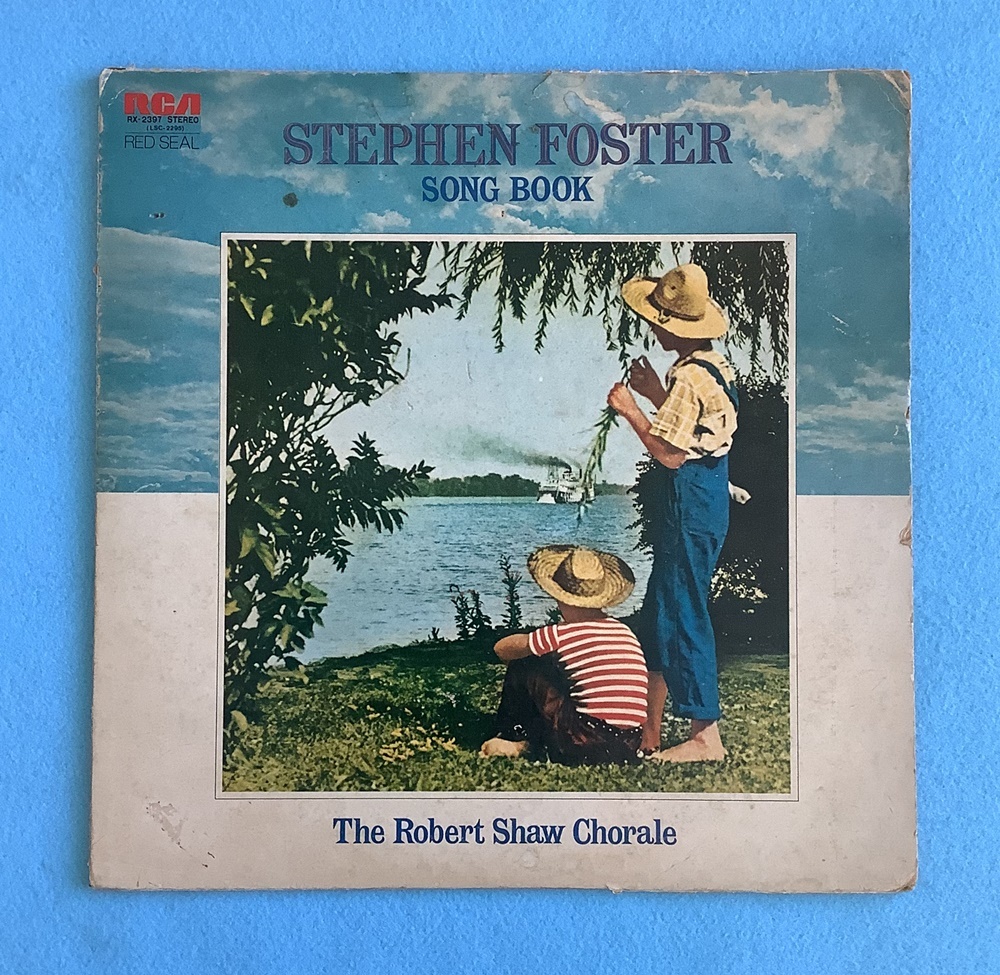 RCA
RX-2397 STEREO
(LSC-2295)
RED SEAL
STEPHEN FOSTER
SONG BOOK
The Robert Shaw Chorale